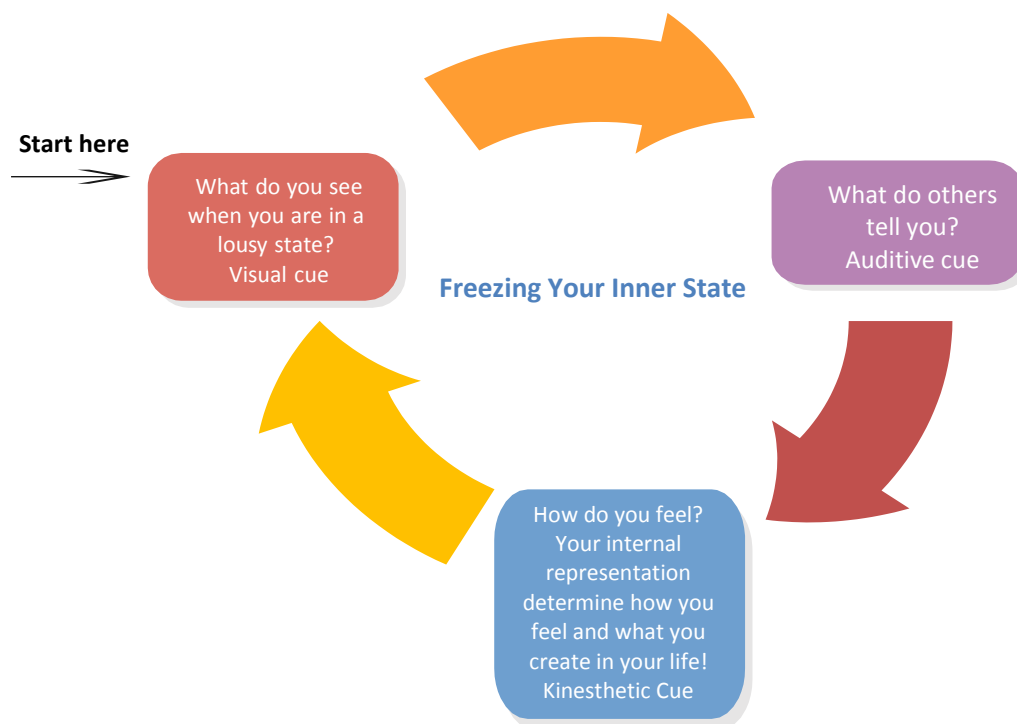 Start here
What do you see
when you are in a
lousy state?
Visual cue
What do others
tell you?
Auditive cue
Freezing Your Inner State
How do you feel?
Your internal
representation
determine how you
feel and what you
create in your life!
Kinesthetic Cue